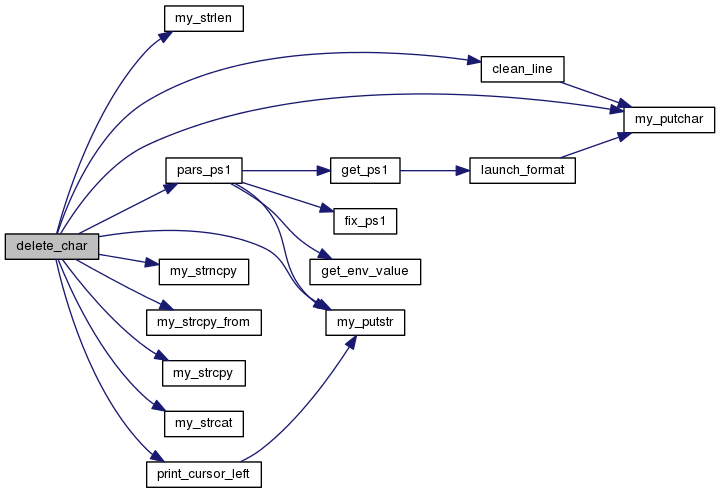 my_strlen
clean_line
my_putchar
pars_ps1
get_ps1
launch_format
fix_ps1
delete_char
my_strncpy
get_env_value
my_strcpy_from
my_putstr
my_strcpy
my_strcat
print_cursor_left